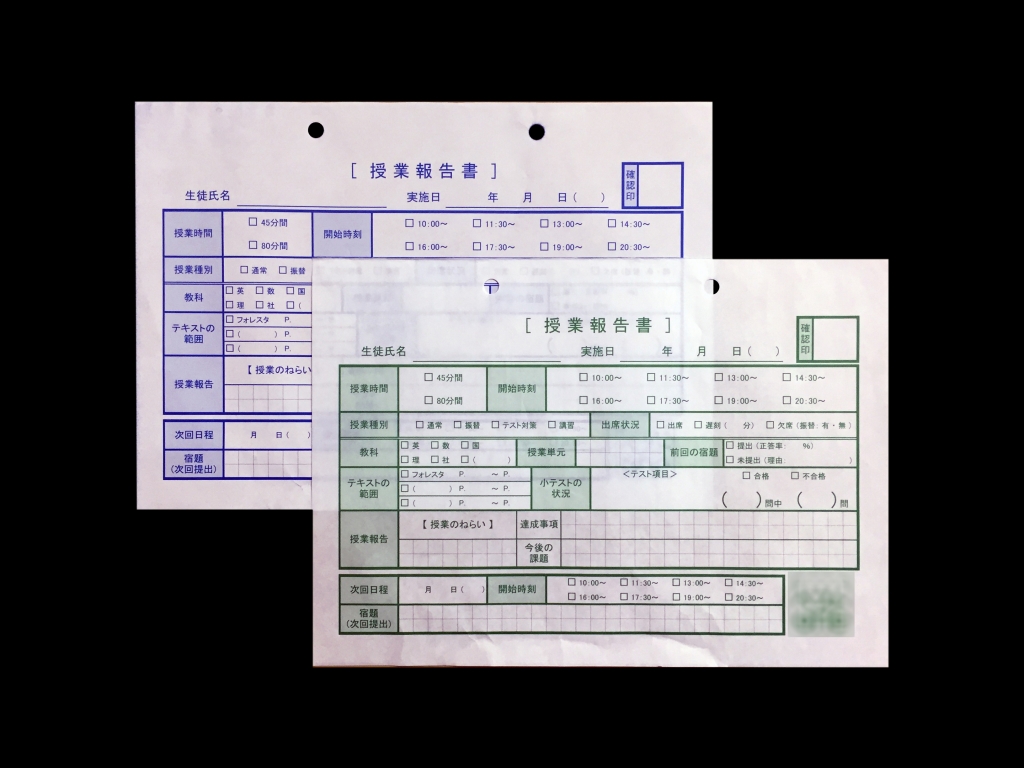 [ 授業報告書 ]
確認印
生徒氏名 実施日 年 月 日( )
授業時間 □ 45分間 □ 80分間 開始時刻 □ 10:00～ □ 11:30～ □ 13:00～ □ 14:30～
□ 16:00～ □ 17:30～ □ 19:00～ □ 20:30～
授業種別 □ 通常 □ 振替
教科 □ 英 □ 数 □ 国
□ 理 □ 社 □ (
テキストの範囲 □ フォレスタ P.
□ ( ) P.
□ ( ) P.
授業報告 【 授業のねらい
次回日程 月 日( )
宿題
(次回提出)
[ 授業報告書 ]
確認印
生徒氏名 実施日 年 月 日( )
授業時間 □ 45分間 □ 80分間 開始時刻 □ 10:00～ □ 11:30～ □ 13:00～ □ 14:30～
□ 16:00～ □ 17:30～ □ 19:00～ □ 20:30～
授業種別 □ 通常 □ 振替 □ テスト対策 □ 講習 出席状況 □ 出席 □ 遅刻( 分) □ 欠席(振替:有・無)
教科 □ 英 □ 数 □ 国 授業単元 前回の宿題 □ 提出(正答率: %)
□ 理 □ 社 □ ( ) □ 未提出(理由: )
テキストの範囲 □ フォレスタ P. ～ P. 小テストの状況 <テスト項目> □ 合格 □ 不合格
□ ( ) P. ～ P.
□ ( ) P. ～ P. ( )問中 ( )問
授業報告 【 授業のねらい 】 達成事項
今後の課題
次回日程 月 日( ) 開始時刻 □ 10:00～ □ 11:30～ □ 13:00～ □ 14:30～
□ 16:00～ □ 17:30～ □ 19:00～ □ 20:30～
宿題
(次回提出)